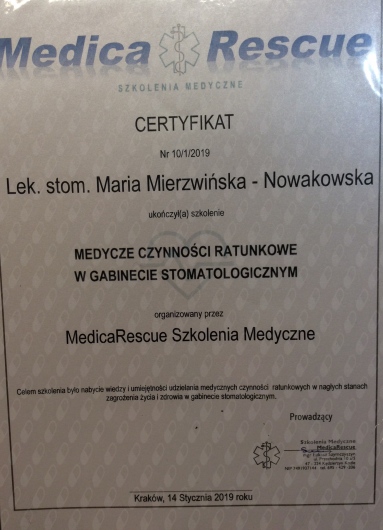 Medica Rescue
SZKOLENIA MEDYCZNE
CERTYFIKAT
Nr 10/1/2019
Lek. stom. Maria Mierzwińska - Nowakowska
ukończył(a) szkolenie
MEDYCZE CZYNNOŚCI RATUNKOWE
W GABINECIE STOMATOLOGICZNYM
organizowany przez
MedicaRescue Szkolenia Medyczne
Celem szkolenia było nabycie wiedzy i umiejętności udzielania medycznych czynności ratunkowych w nagłych stanach
zagrożenia życia i zdrowia w gabinecie stomatologicznym.
Prowadzący
Szkolenia Medyczne
MedicaRescue
Kraków, 14 Stycznia 2019 roku